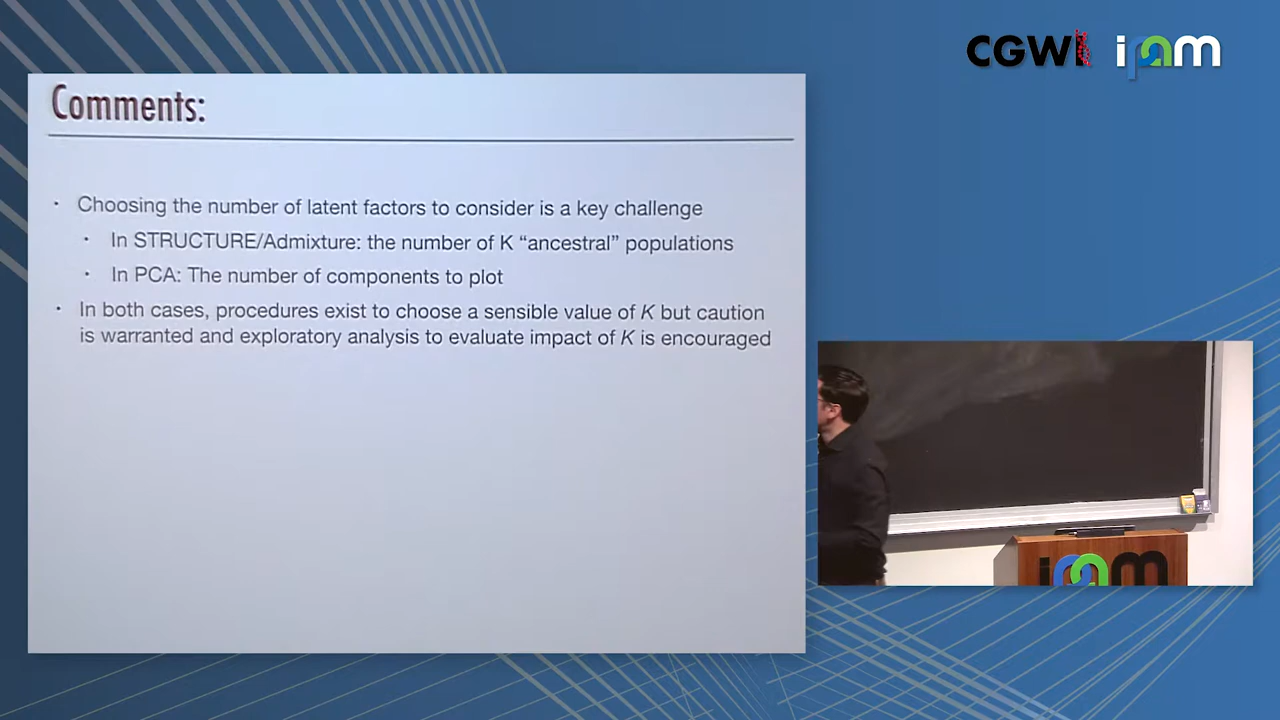 CGWI ipam
Comments:
· Choosing the number of latent factors to consider is a key challenge
· In STRUCTURE/Admixture: the number of K “ancestral” populations
· In PCA: The number of components to plot
· In both cases, procedures exist to choose a sensible value of K but caution
is warranted and exploratory analysis to evaluate impact of K is encouraged
ipam